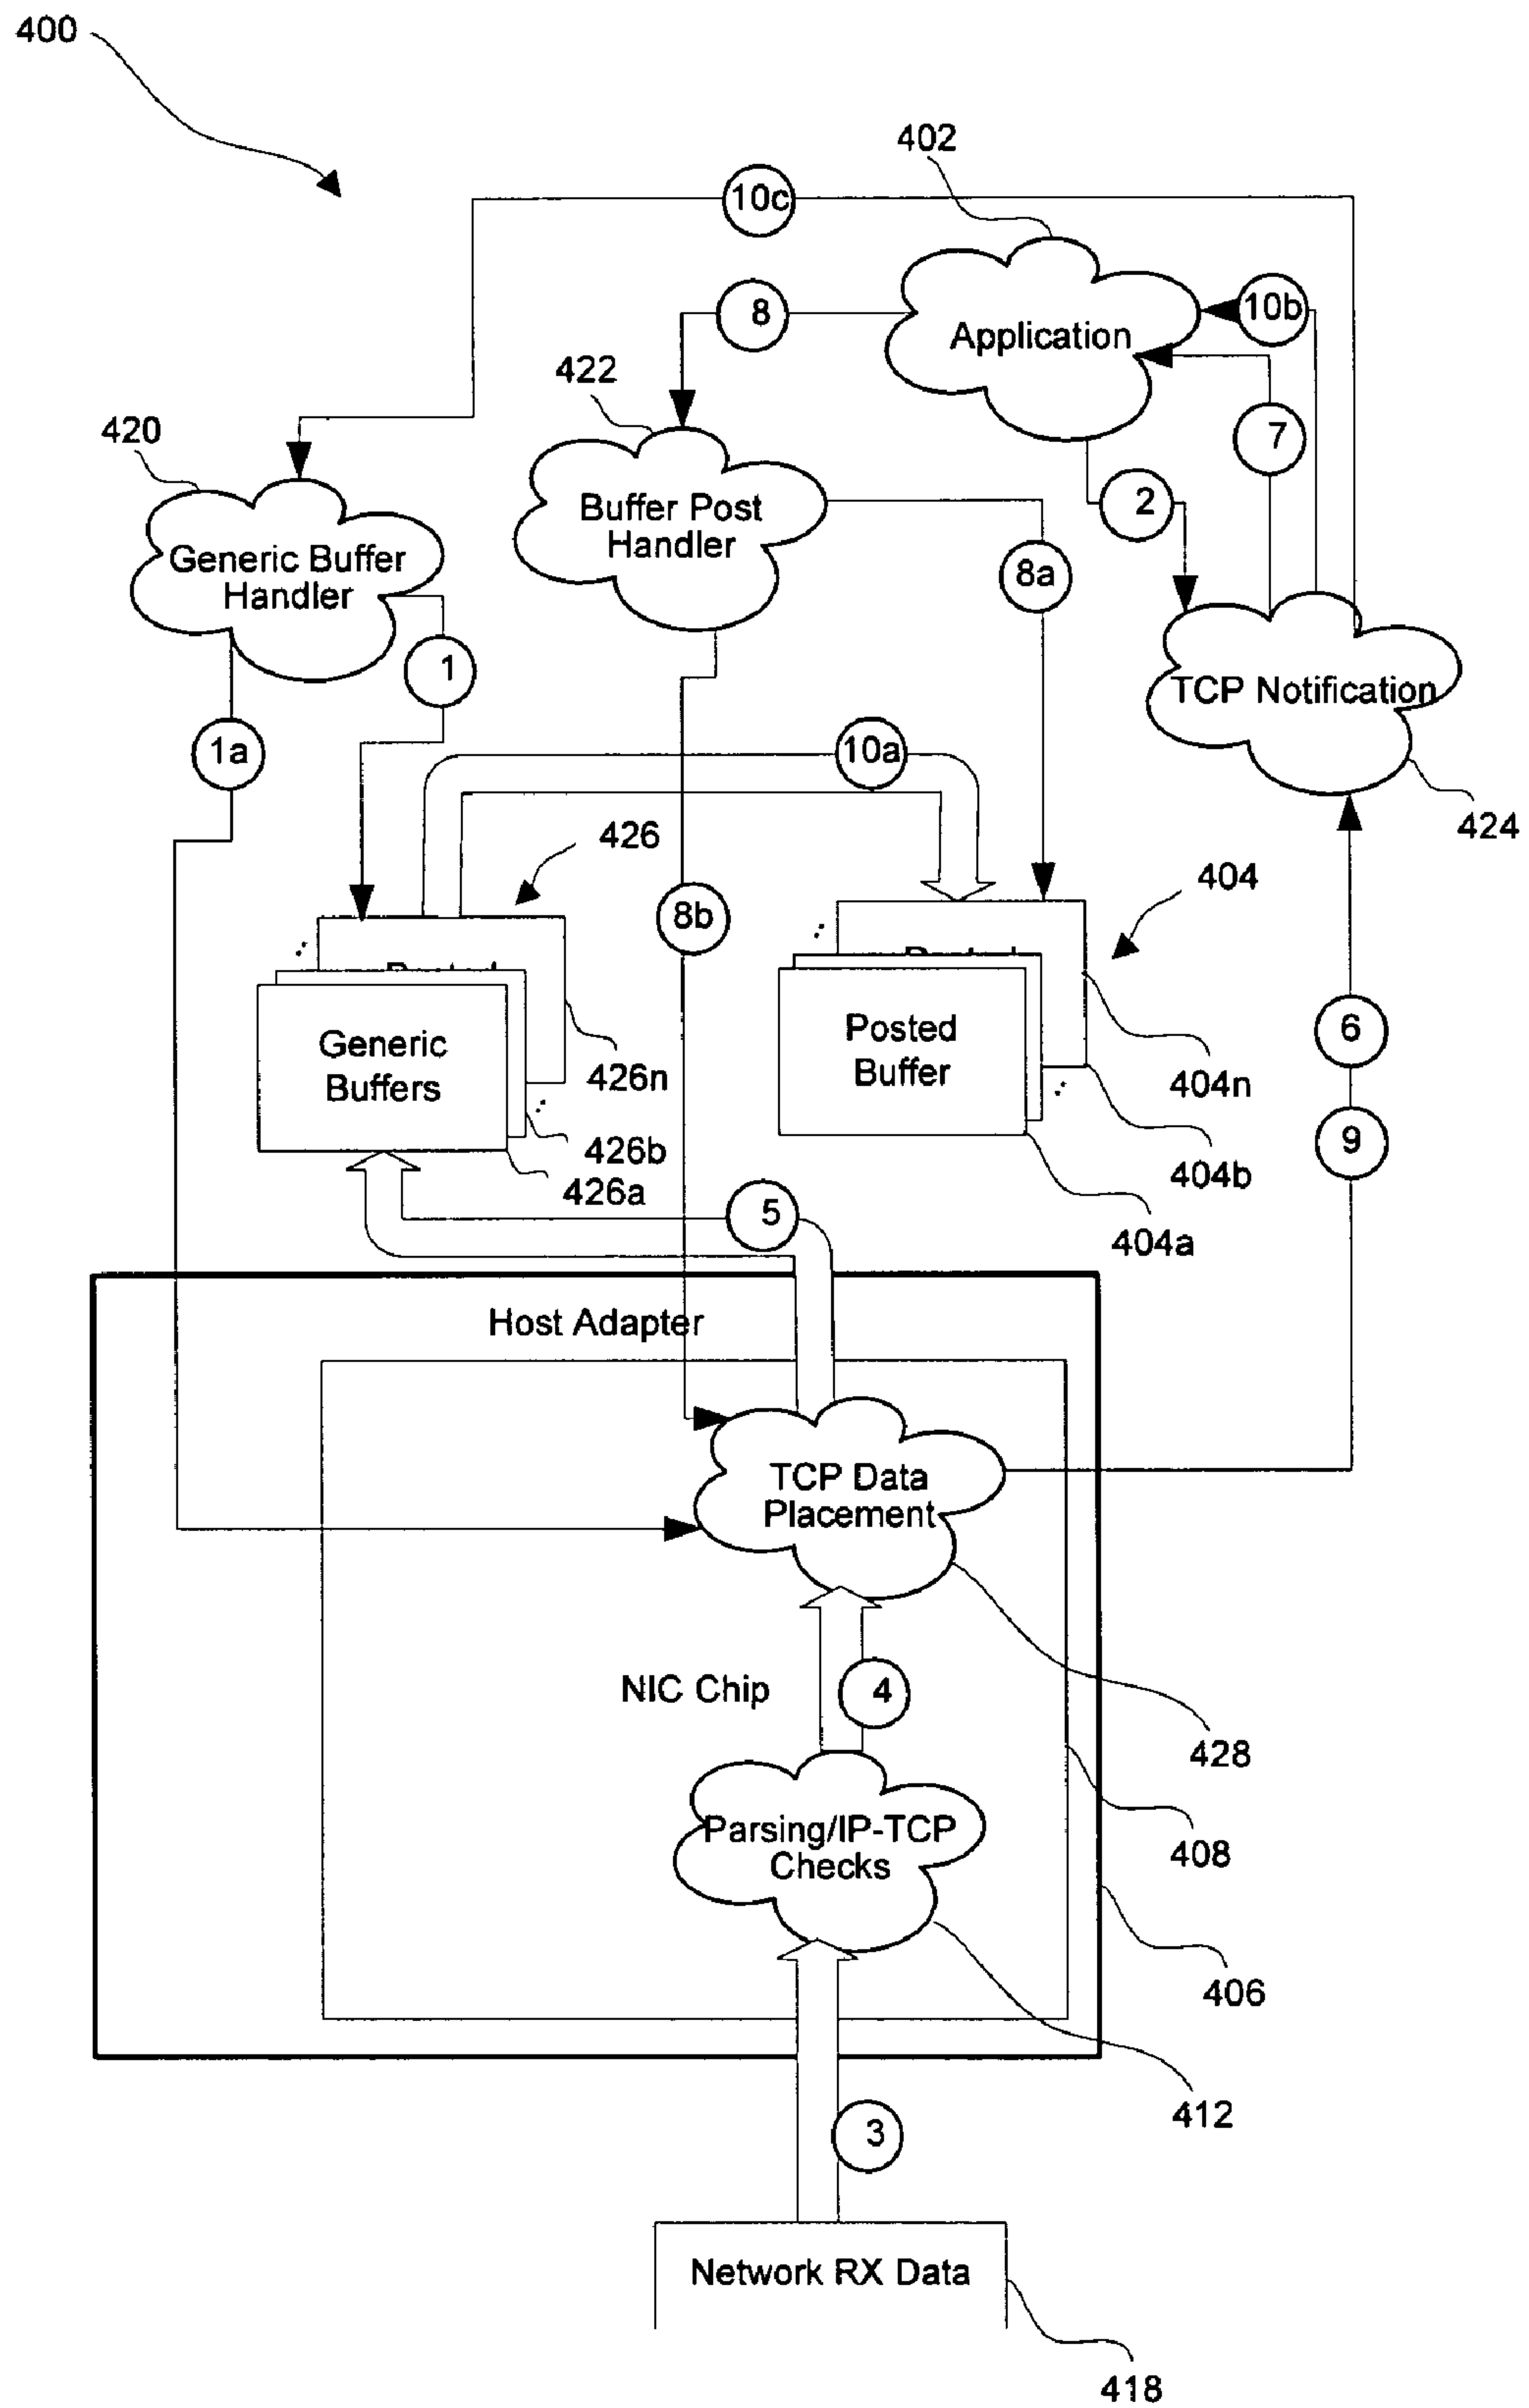 400
402
10c
8
Application
10b
422
7
420
2
Buffer Post
Handler
Generic Buffer
Handler
8a
1
TCP Notification
1a
10a
424
426
404
8b
Generic
Buffers
426n
Posted
Buffer
404n
6
426b
426a
404b
9
5
404a
Host Adapter
TCP Data
Placement
NIC Chip
4
428
Parsing/IP-TCP
Checks
408
406
412
3
Network RX Data
418